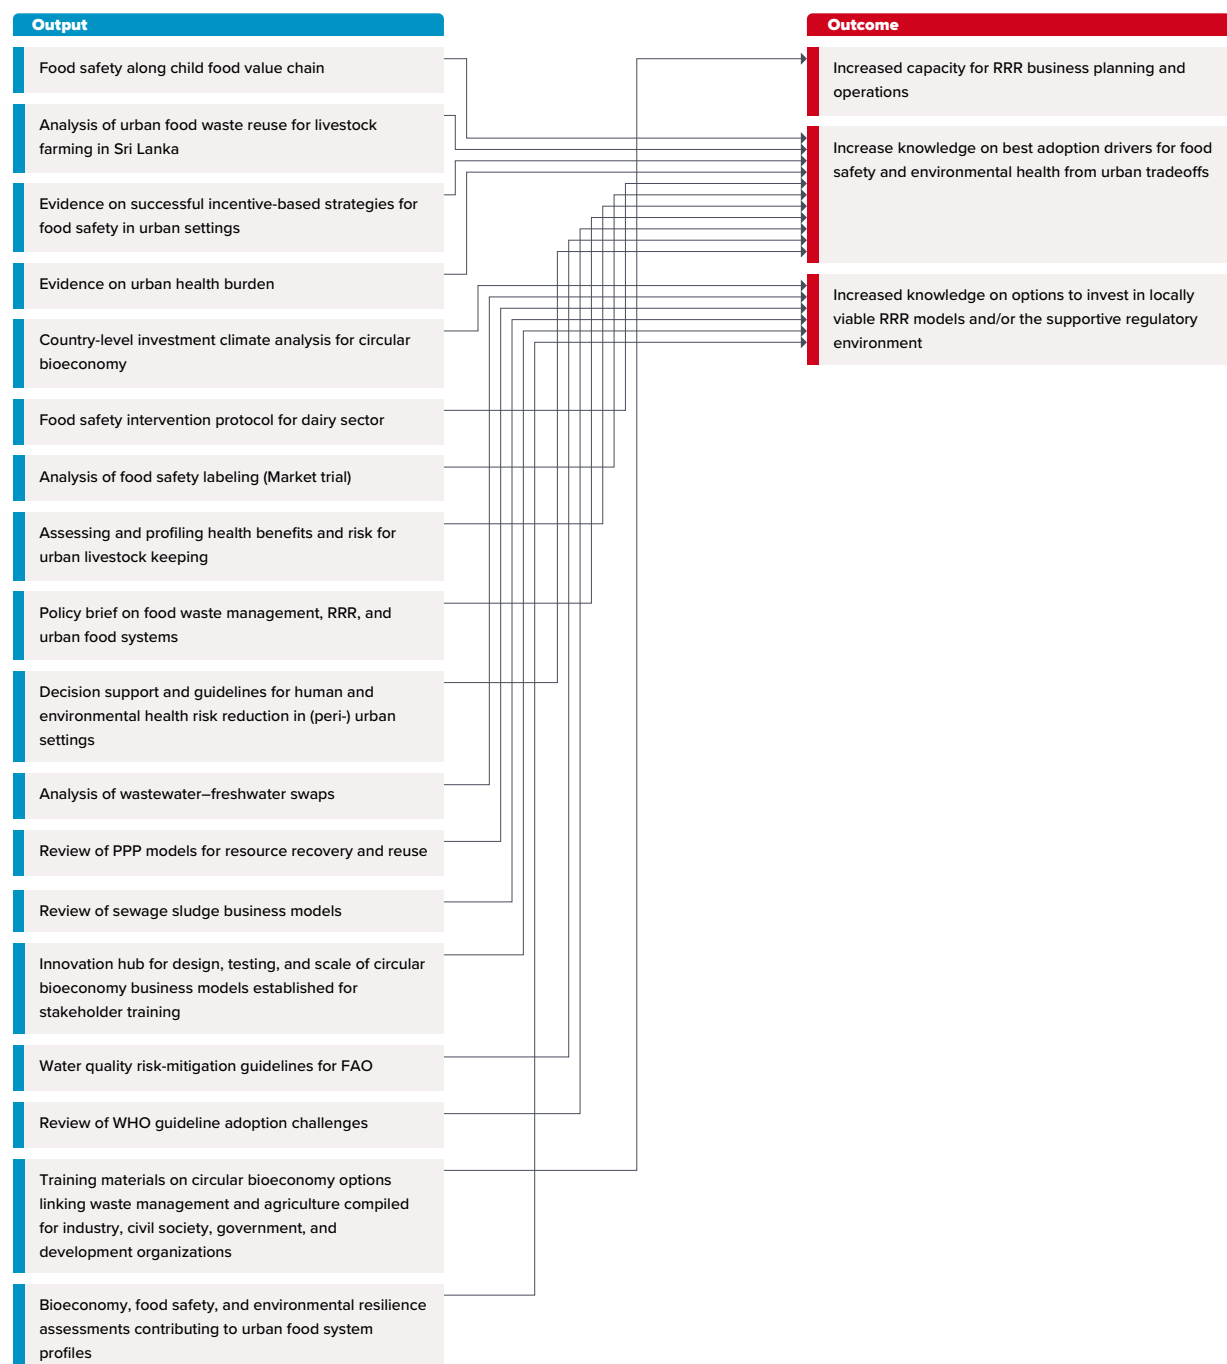 Output
Food safety along child food value chain
Analysis of urban food waste reuse for livestock
farming in Sri Lanka
Evidence on successful incentive-based strategies for
food safety in urban settings
Evidence on urban health burden
Country-level investment climate analysis for circular
bioeconomy
Food safety intervention protocol for dairy sector
Analysis of food safety labeling (Market trial)
Assessing and profiling health benefits and risk for
urban livestock keeping
Policy brief on food waste management, RRR, and
urban food systems
Decision support and guidelines for human and
environmental health risk reduction in (peri-) urban
settings
Analysis of wastewater–freshwater swaps
Review of PPP models for resource recovery and reuse
Review of sewage sludge business models
Innovation hub for design, testing, and scale of circular
bioeconomy business models established for
stakeholder training
Water quality risk-mitigation guidelines for FAO
Review of WHO guideline adoption challenges
Training materials on circular bioeconomy options
linking waste management and agriculture compiled
for industry, civil society, government, and
development organizations
Bioeconomy, food safety, and environmental resilience
assessments contributing to urban food system
profiles
Outcome
Increased capacity for RRR business planning and
operations
Increase knowledge on best adoption drivers for food
safety and environmental health from urban tradeoffs
Increased knowledge on options to invest in locally
viable RRR models and/or the supportive regulatory
environment